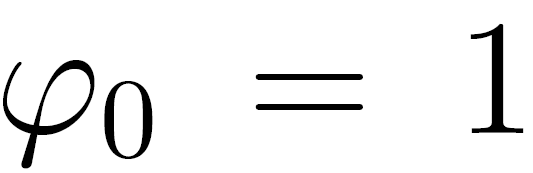 φ₀ = 1